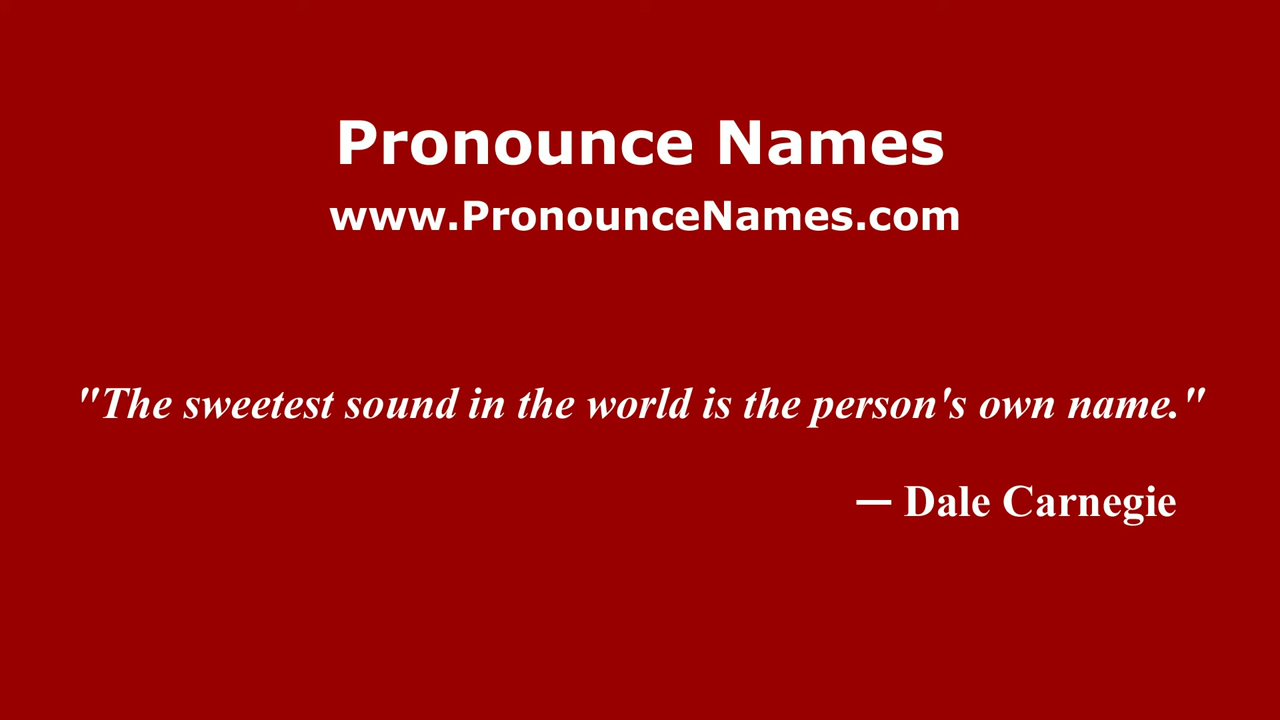 Pronounce Names
www.PronounceNames.com
"The sweetest sound in the world is the person's own name."
— Dale Carnegie